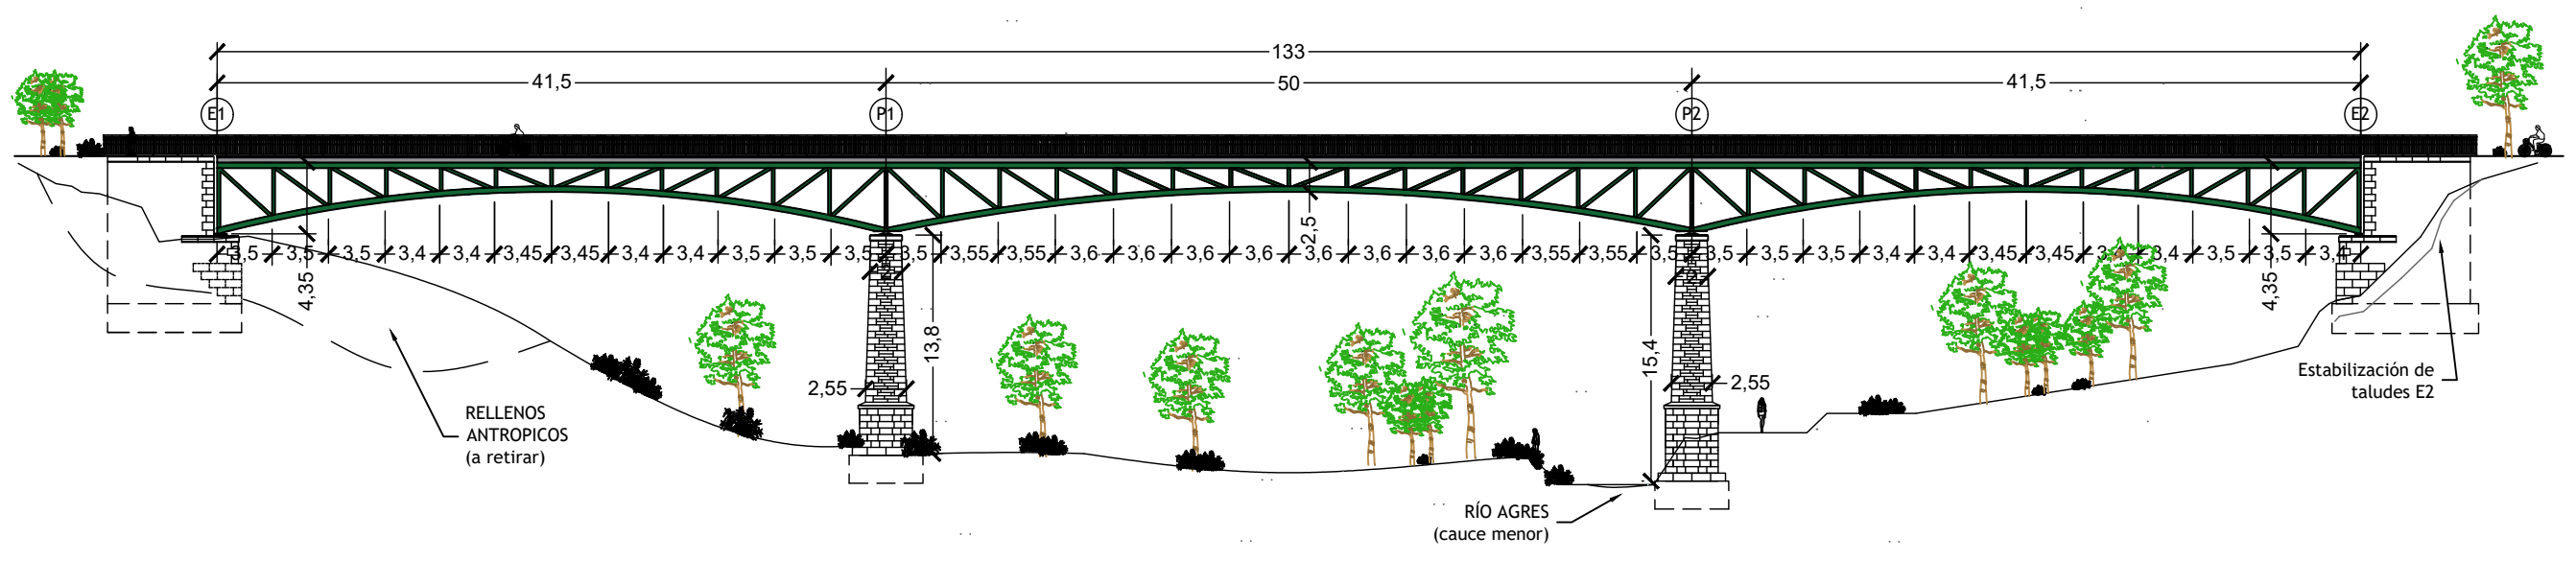 133
41,5 50 41,5
E1 P1 P2 E2
2,5
3,5 3,5 3,5 3,4 3,4 3,45 3,45 3,4 3,4 3,5 3,5 3,5 3,5 3,55 3,55 3,6 3,6 3,6 3,6 3,6 3,6 3,6 3,6 3,55 3,55 3,5 3,5 3,5 3,5 3,4 3,4 3,45 3,45 3,4 3,4 3,5 3,5 3,4
4,35
4,35
13,8
15,4
2,55
2,55
Estabilización de
taludes E2
RELLENOS
ANTROPICOS
(a retirar)
RÍO AGRES
(cauce menor)